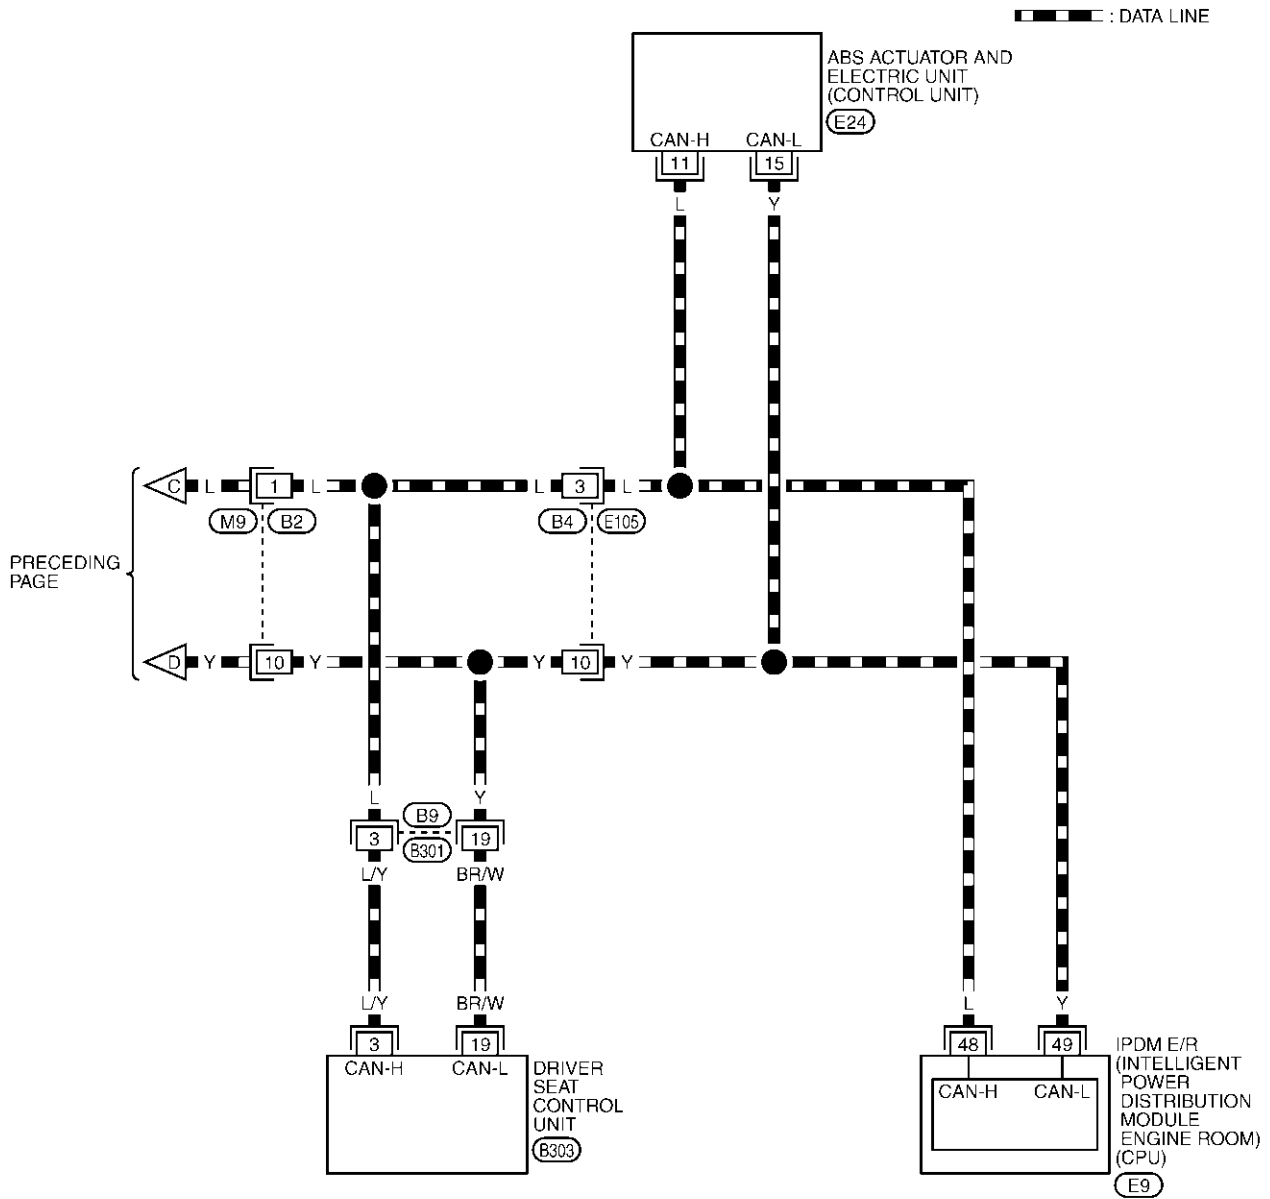 : DATA LINE
ABS ACTUATOR AND
ELECTRIC UNIT
(CONTROL UNIT)
E24
CAN-H CAN-L
11 15
L Y
C L 1 L L 3 L
M9 B2 B4 E105
PRECEDING
PAGE
D Y 10 Y Y 10 Y
L Y
B9
3 19
B301
L/Y BR/W
L/Y BR/W L Y
3 19 48 49
CAN-H CAN-L
DRIVER
SEAT
CONTROL
UNIT
B303
CAN-H CAN-L
IPDM E/R
(INTELLIGENT
POWER
DISTRIBUTION
MODULE
ENGINE ROOM)
(CPU)
E9